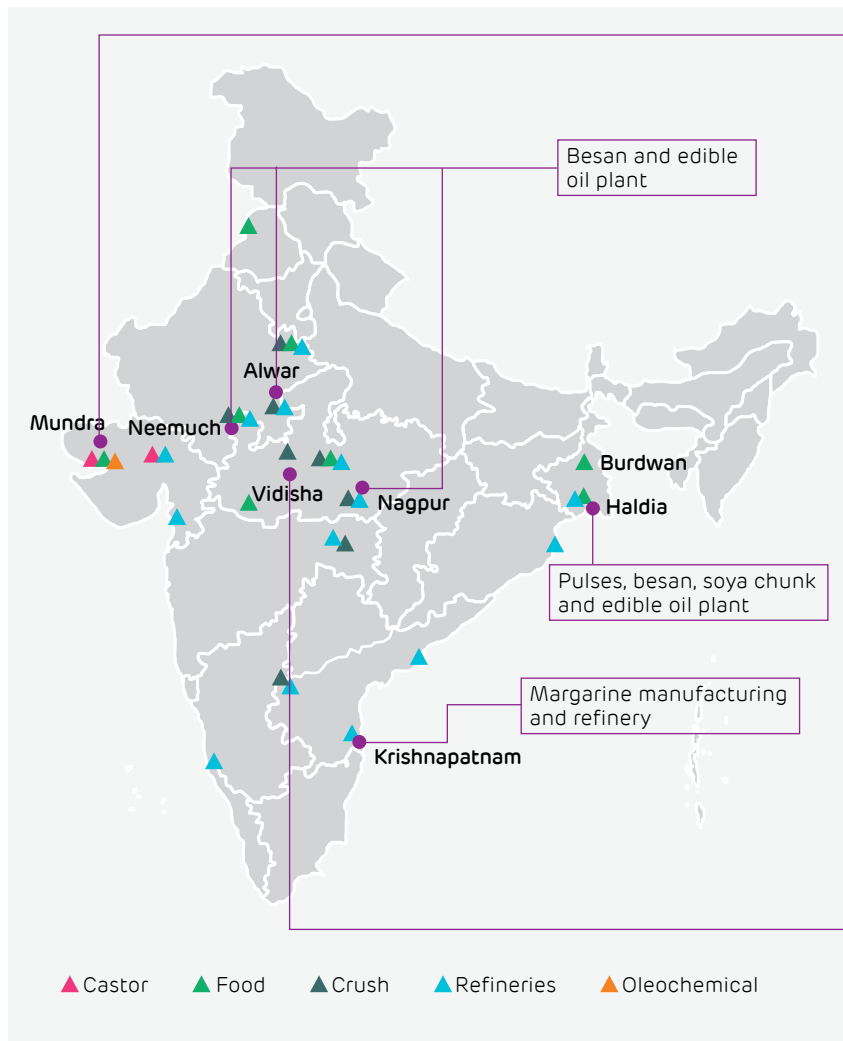 Besan and edible
oil plant
Alwar
Mundra
Neemuch
Burdwan
Vidisha
Nagpur
Haldia
Pulses, besan, soya chunk
and edible oil plant
Margarine manufacturing
and refinery
Krishnapatnam
Castor
Food
Crush
Refineries
Oleochemical